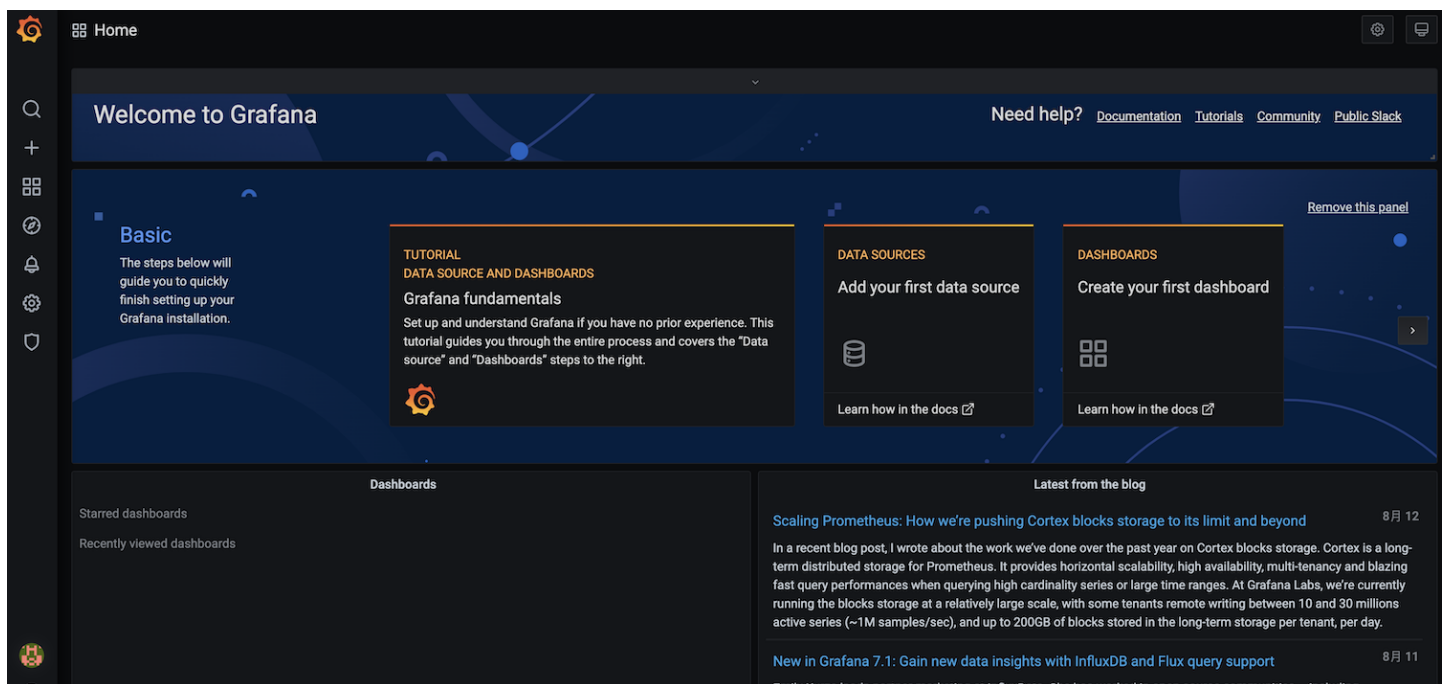 Home
Welcome to Grafana
Need help? Documentation Tutorials Community Public Slack
Remove this panel
Basic
The steps below will
guide you to quickly
finish setting up your
Grafana installation.
TUTORIAL
DATA SOURCE AND DASHBOARDS
Grafana fundamentals
Set up and understand Grafana if you have no prior experience. This
tutorial guides you through the entire process and covers the “Data
source” and “Dashboards” steps to the right.
DATA SOURCES
Add your first data source
Learn how in the docs
DASHBOARDS
Create your first dashboard
Learn how in the docs
Dashboards
Starred dashboards
Recently viewed dashboards
Latest from the blog
Scaling Prometheus: How we’re pushing Cortex blocks storage to its limit and beyond
8月 12
In a recent blog post, I wrote about the work we’ve done over the past year on Cortex blocks storage. Cortex is a long-
term distributed storage for Prometheus. It provides horizontal scalability, high availability, multi-tenancy and blazing
fast query performances when querying high cardinality series or large time ranges. At Grafana Labs, we’re currently
running the blocks storage at a relatively large scale, with some tenants remote writing between 10 and 30 millions
active series (~1M samples/sec), and up to 200GB of blocks stored in the long-term storage per tenant, per day.
New in Grafana 7.1: Gain new data insights with InfluxDB and Flux query support
8月 11